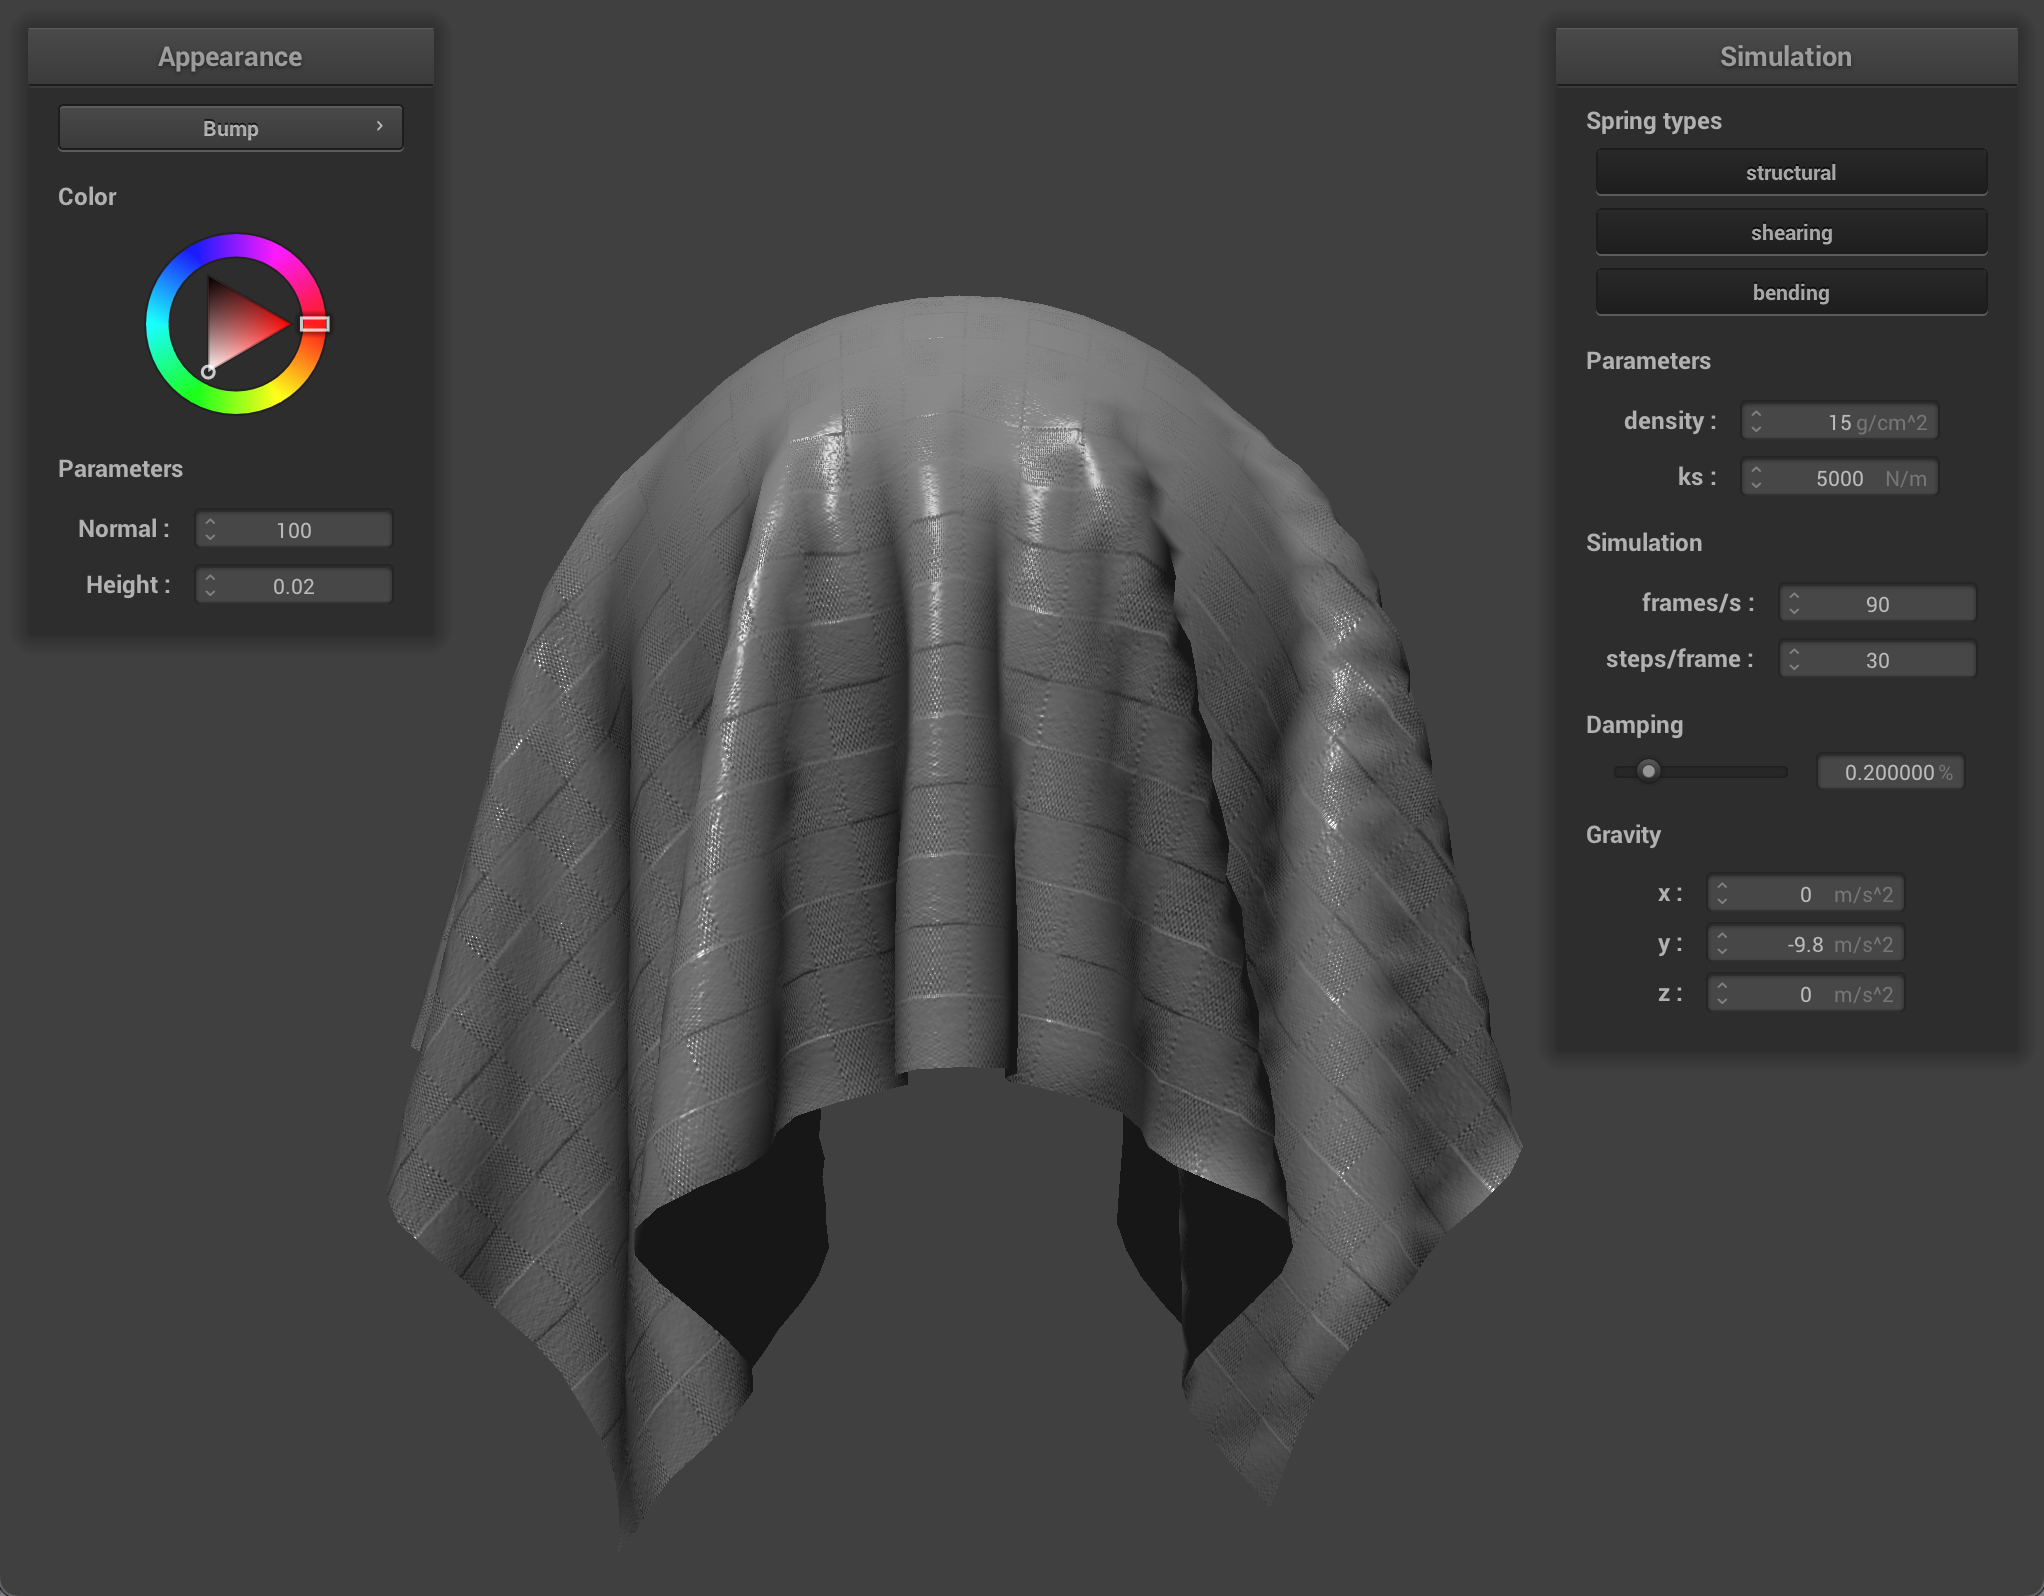 Appearance
Bump
Color
Parameters
Normal : 100
Height : 0.02
Simulation
Spring types
structural
shearing
bending
Parameters
density : 15 g/cm^2
ks : 5000 N/m
Simulation
frames/s : 90
steps/frame : 30
Damping
0.200000 %
Gravity
x : 0 m/s^2
y : -9.8 m/s^2
z : 0 m/s^2